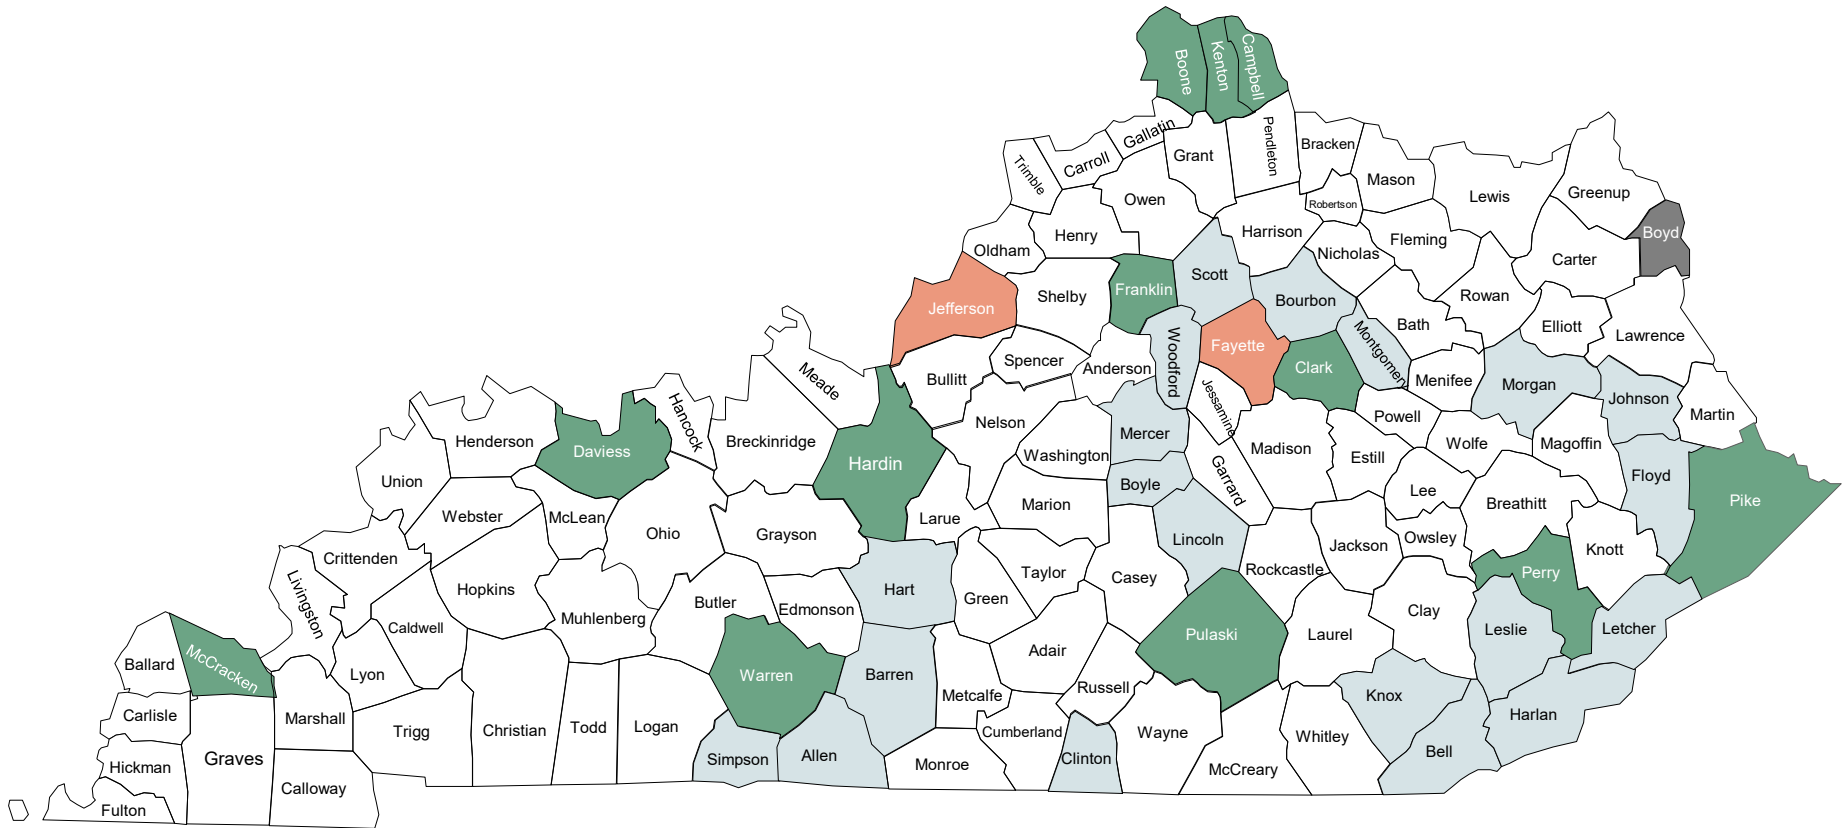 Boone
Kenton
Campbell
Gallatin
Carroll
Trimble
Grant
Pendleton
Bracken
Mason
Lewis
Greenup
Owen
Robertson
Boyd
Henry
Harrison
Fleming
Oldham
Nicholas
Carter
Scott
Shelby
Franklin
Bourbon
Rowan
Jefferson
Bath
Elliott
Lawrence
Woodford
Fayette
Montgomery
Spencer
Anderson
Clark
Menifee
Morgan
Johnson
Martin
Bullitt
Meade
Jessamine
Powell
Nelson
Hancock
Henderson
Breckinridge
Mercer
Madison
Wolfe
Magoffin
Daviess
Hardin
Washington
Estill
Garrard
Union
Boyle
Lee
Floyd
Pike
Webster
McLean
Ohio
Grayson
Larue
Marion
Breathitt
Lincoln
Jackson
Owsley
Knott
Crittenden
Taylor
Casey
Rockcastle
Perry
Livingston
Hopkins
Butler
Edmonson
Hart
Green
Clay
Muhlenberg
Caldwell
Pulaski
Laurel
Leslie
Letcher
Ballard
McCracken
Lyon
Warren
Barren
Adair
Russell
Metcalfe
Knox
Carlisle
Marshall
Trigg
Christian
Todd
Logan
Cumberland
Wayne
Whitley
Harlan
Hickman
Graves
Calloway
Simpson
Allen
Monroe
Clinton
McCreary
Bell
Fulton